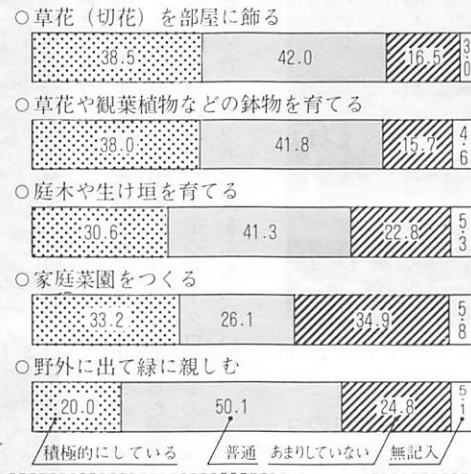 ○草花（切花）を部屋に飾る
38.5 42.0 16.5 3.0
○草花や観葉植物などの鉢物を育てる
38.0 41.8 15.7 4.6
○庭木や生け垣を育てる
30.6 41.3 22.8 5.3
○家庭菜園をつくる
33.2 26.1 34.9 5.8
○野外に出て緑に親しむ
20.0 50.1 24.8 5.1
積極的にしている 普通 あまりしていない 無記入